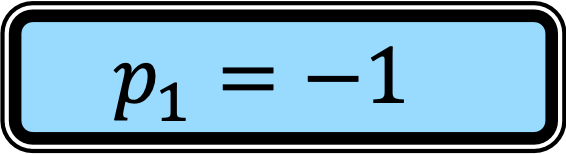 p₁ = −1